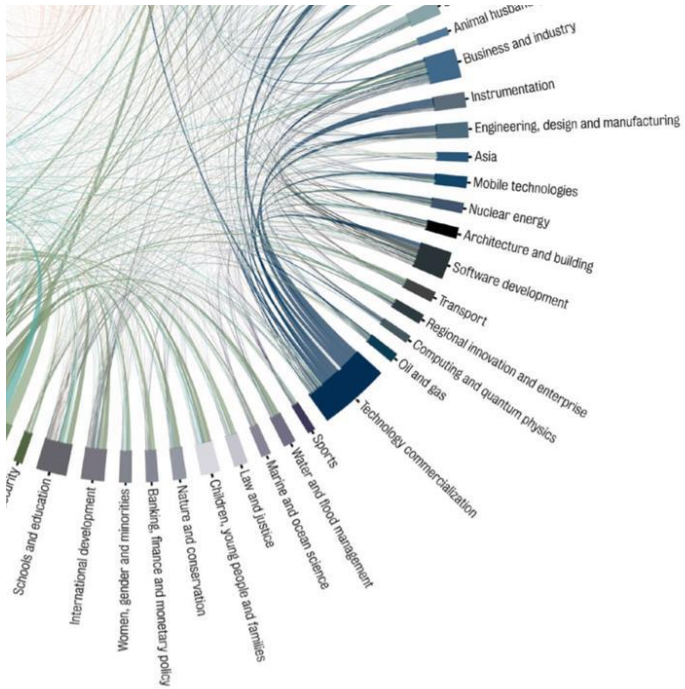 Animal
Business and industry
Instrumentation
Engineering, design and manufacturing
Asia
Mobile technologies
Nuclear energy
Architecture and building
Software development
Transport
Regional innovation and enterprise
Computing and quantum physics
Oil and gas
Technology commercialization
Sports
Water and flood management
Marine and ocean science
Law and justice
Children, young people and families
Nature and conservation
Banking, finance and monetary policy
Women, gender and minorities
International development
Schools and education